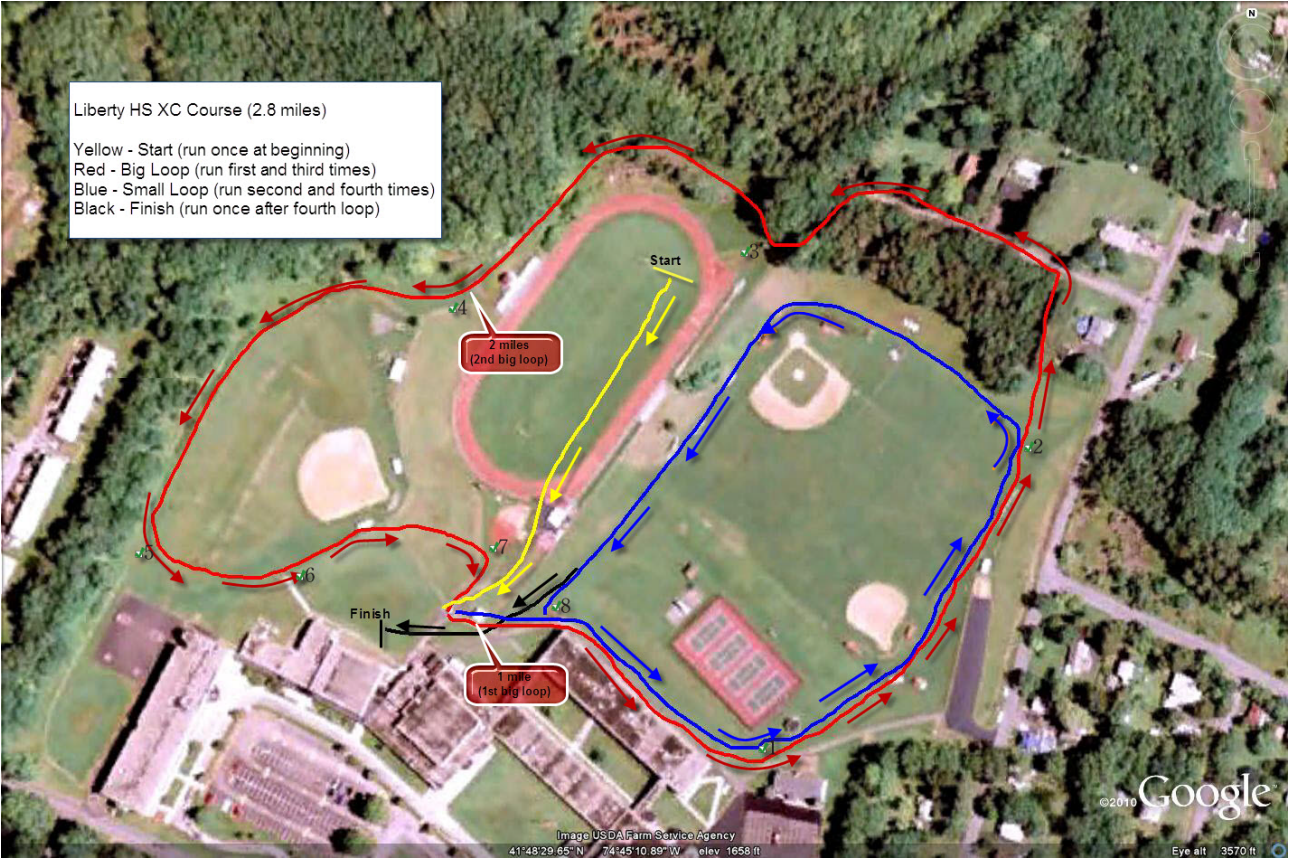 N
Liberty HS XC Course (2.8 miles)
Yellow - Start (run once at beginning)
Red - Big Loop (run first and third times)
Blue - Small Loop (run second and fourth times)
Black - Finish (run once after fourth loop)
3
Start
4
2 miles
(2nd big loop)
2
7
5
6
8
Finish
1 mile
(1st big loop)
1
©2010 Google
Image USDA Farm Service Agency
41°48'29.65" N 74°45'10.89" W elev 1658 ft
Eye alt 3570 ft